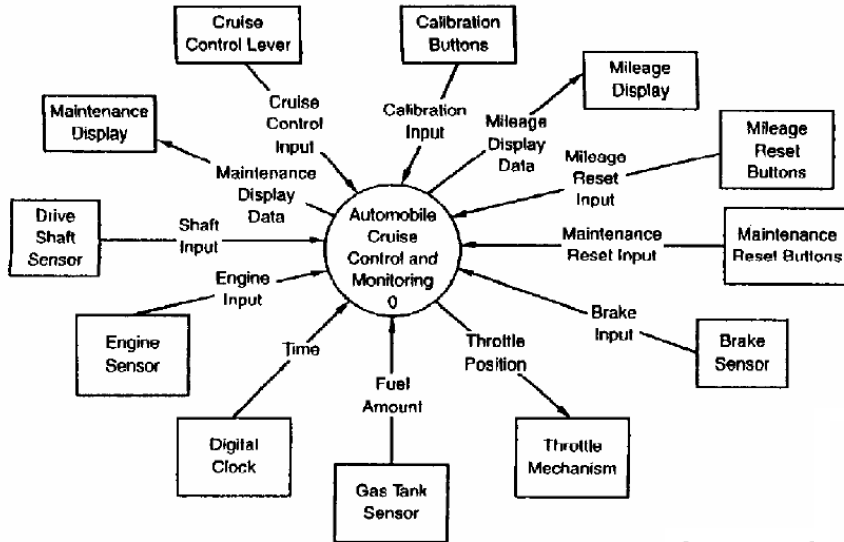 Cruise
Control Lever
Calibration
Buttons
Mileage
Display
Maintenance
Display
Cruise
Control
Input
Calibration
Input
Mileage
Display
Data
Mileage
Reset
Buttons
Mileage
Reset
Input
Maintenance
Display
Data
Drive
Shaft
Sensor
Shaft
Input
Automobile
Cruise
Control and
Monitoring
0
Maintenance
Reset Input
Maintenance
Reset Buttons
Engine
Input
Engine
Sensor
Time
Fuel
Amount
Throttle
Position
Brake
Input
Brake
Sensor
Digital
Clock
Gas Tank
Sensor
Throttle
Mechanism